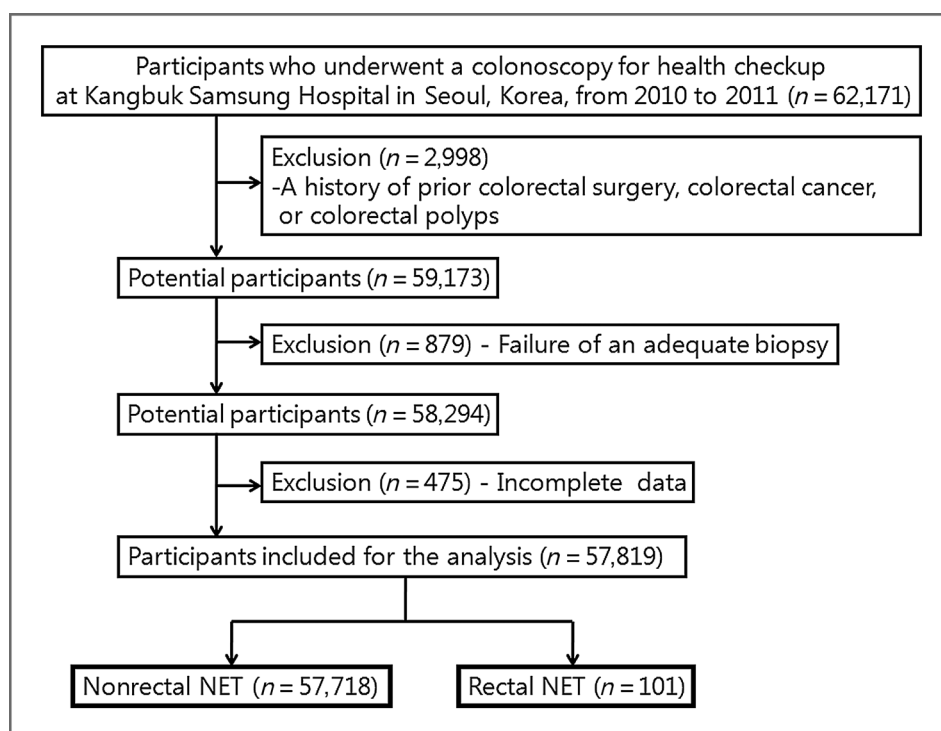 Participants who underwent a colonoscopy for health checkup
at Kangbuk Samsung Hospital in Seoul, Korea, from 2010 to 2011 (n = 62,171)
Exclusion (n = 2,998)
-A history of prior colorectal surgery, colorectal cancer,
or colorectal polyps
Potential participants (n = 59,173)
Exclusion (n = 879) - Failure of an adequate biopsy
Potential participants (n = 58,294)
Exclusion (n = 475) - Incomplete data
Participants included for the analysis (n = 57,819)
Nonrectal NET (n = 57,718)
Rectal NET (n = 101)